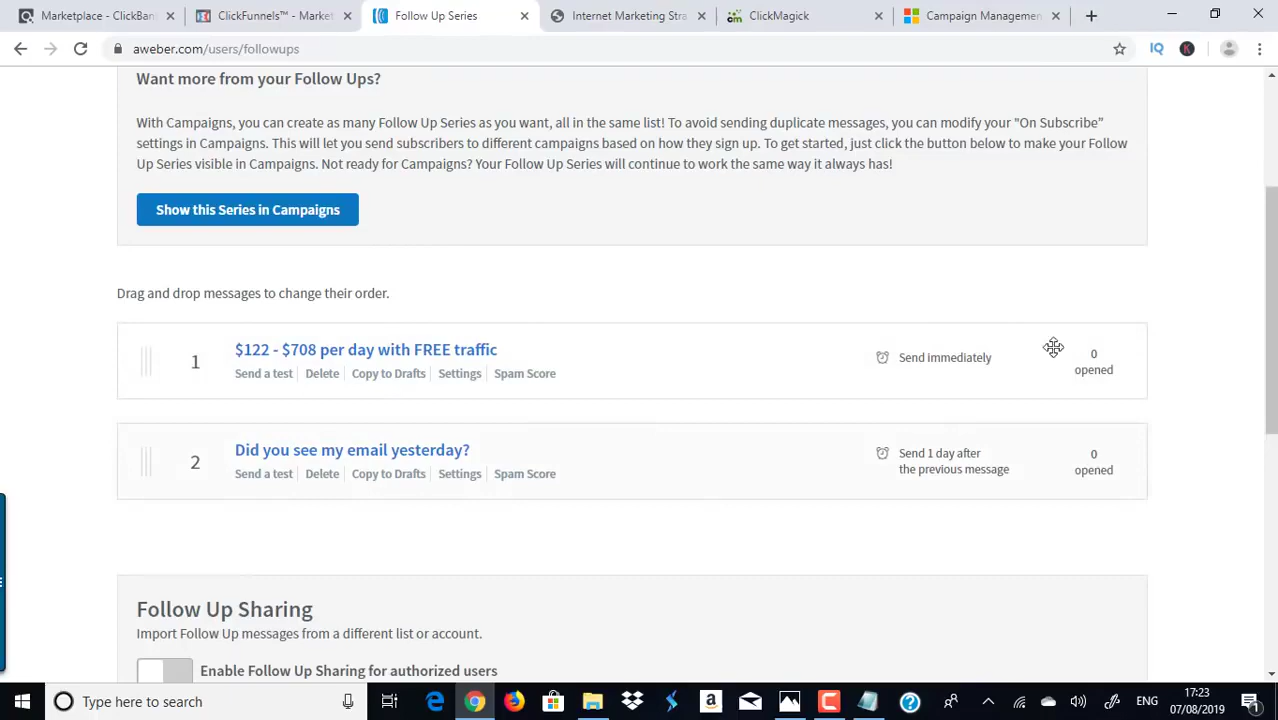 Marketplace - ClickBan
ClickFunnels™ - Market
Follow Up Series
Internet Marketing Stra
ClickMagick
Campaign Managemen
aweber.com/users/followups
Want more from your Follow Ups?
With Campaigns, you can create as many Follow Up Series as you want, all in the same list! To avoid sending duplicate messages, you can modify your "On Subscribe"
settings in Campaigns. This will let you send subscribers to different campaigns based on how they sign up. To get started, just click the button below to make your Follow
Up Series visible in Campaigns. Not ready for Campaigns? Your Follow Up Series will continue to work the same way it always has!
Show this Series in Campaigns
Drag and drop messages to change their order.
1
$122 - $708 per day with FREE traffic
Send a test Delete Copy to Drafts Settings Spam Score
Send immediately
0
opened
2
Did you see my email yesterday?
Send a test Delete Copy to Drafts Settings Spam Score
Send 1 day after
the previous message
0
opened
Follow Up Sharing
Import Follow Up messages from a different list or account.
Enable Follow Up Sharing for authorized users
Type here to search
ENG
17:23
07/08/2019